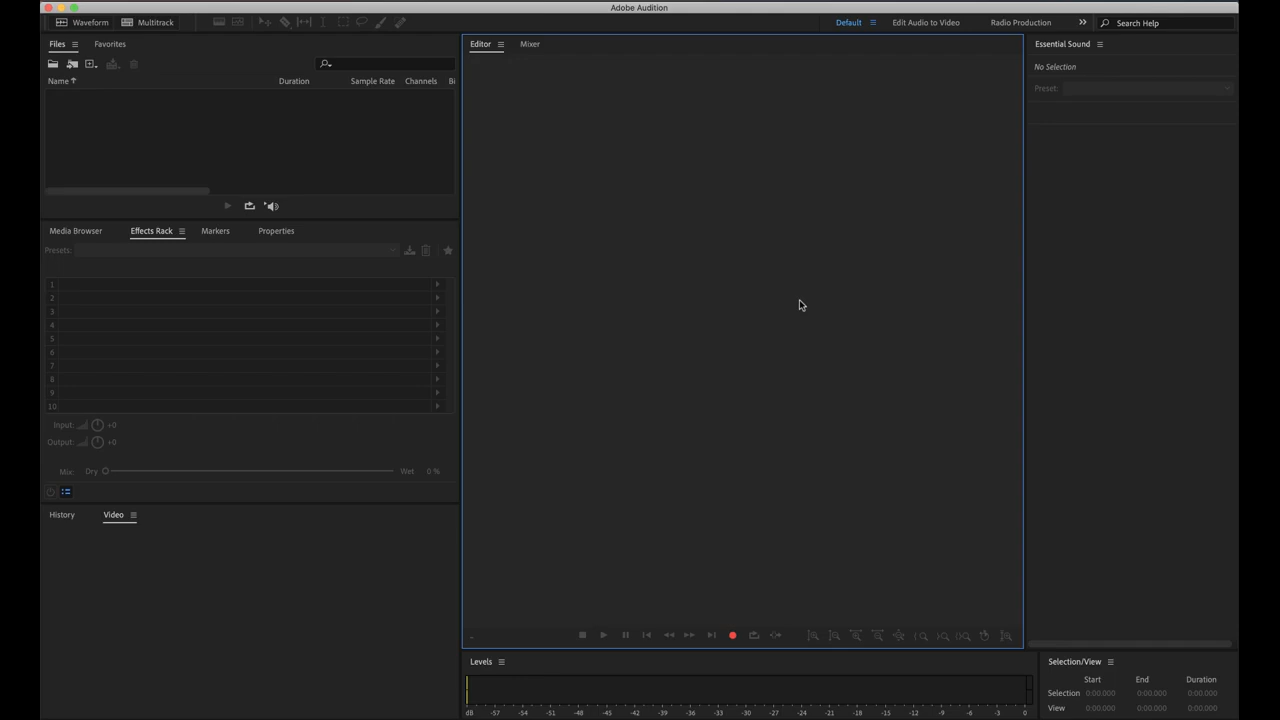 Adobe Audition
Waveform Multitrack Default Edit Audio to Video Radio Production >> Search Help
Files Favorites
Name Duration Sample Rate Channels Bi
Media Browser Effects Rack Markers Properties
Presets:
1
2
3
4
5
6
7
8
9
10
Input: +0
Output: +0
Mix: Dry Wet 0 %
History Video
Editor Mixer
Levels
dB -57 -54 -51 -48 -45 -42 -39 -36 -33 -30 -27 -24 -21 -18 -15 -12 -9 -6 -3 0
Essential Sound
No Selection
Preset:
Selection/View
Start End Duration
Selection 0:00.000 0:00.000 0:00.000
View 0:00.000 0:00.000 0:00.000